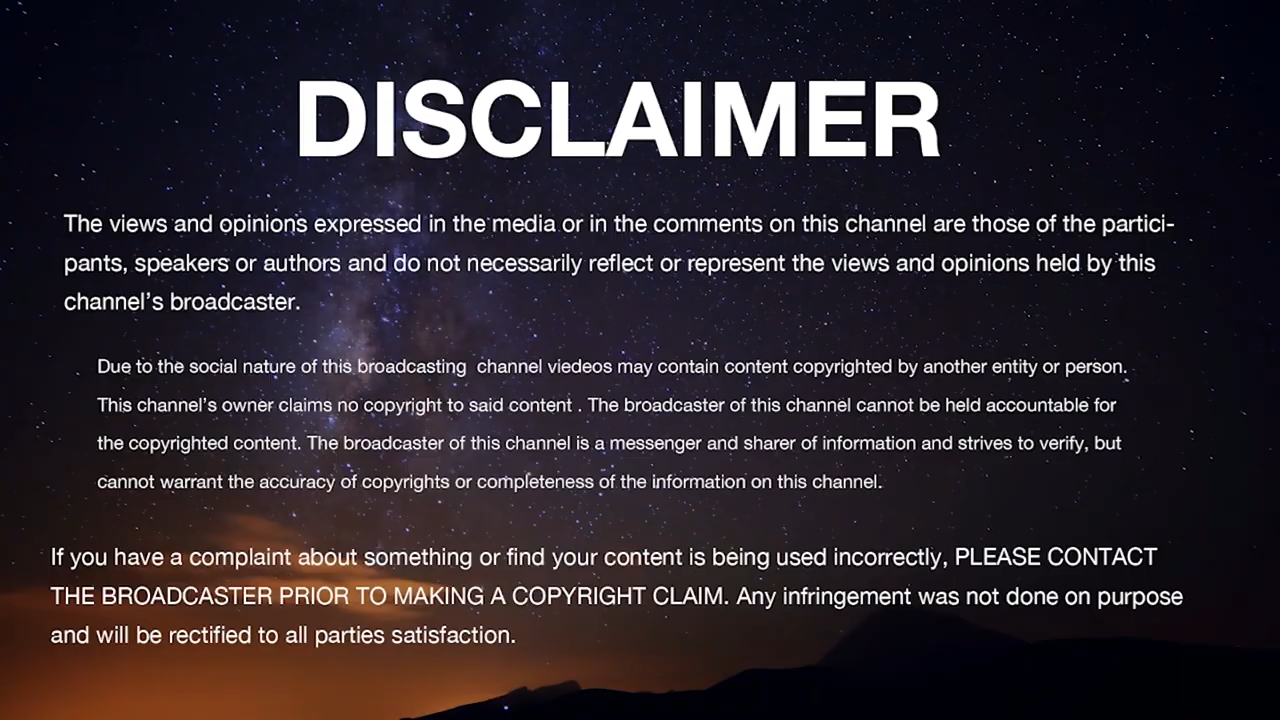 DISCLAIMER
The views and opinions expressed in the media or in the comments on this channel are those of the partici-
pants, speakers or authors and do not necessarily reflect or represent the views and opinions held by this
channel's broadcaster.
Due to the social nature of this broadcasting  channel viedeos may contain content copyrighted by another entity or person.
This channel's owner claims no copyright to said content . The broadcaster of this channel cannot be held accountable for
the copyrighted content. The broadcaster of this channel is a messenger and sharer of information and strives to verify, but
cannot warrant the accuracy of copyrights or completeness of the information on this channel.
If you have a complaint about something or find your content is being used incorrectly, PLEASE CONTACT
THE BROADCASTER PRIOR TO MAKING A COPYRIGHT CLAIM. Any infringement was not done on purpose
and will be rectified to all parties satisfaction.